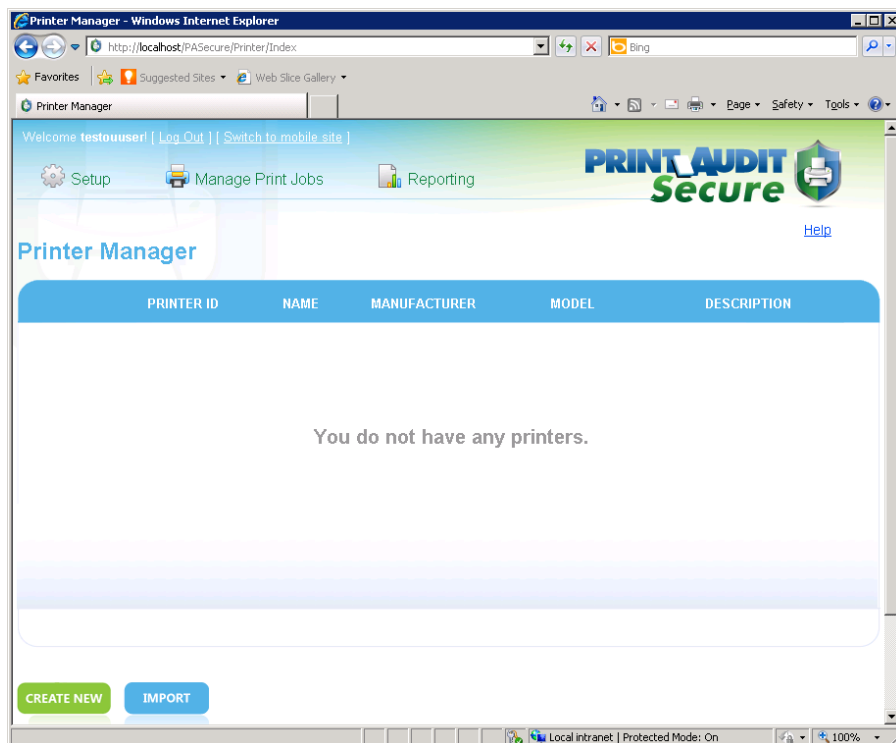 Printer Manager - Windows Internet Explorer
http://localhost/PASecure/Printer/Index
Bing
Favorites Suggested Sites Web Slice Gallery
Printer Manager Page Safety Tools
Welcome testouuser! [ Log Out ] [ Switch to mobile site ]
Setup Manage Print Jobs Reporting
PRINT AUDIT
Secure
Help
Printer Manager
PRINTER ID NAME MANUFACTURER MODEL DESCRIPTION
You do not have any printers.
CREATE NEW IMPORT
Local intranet | Protected Mode: On 100%